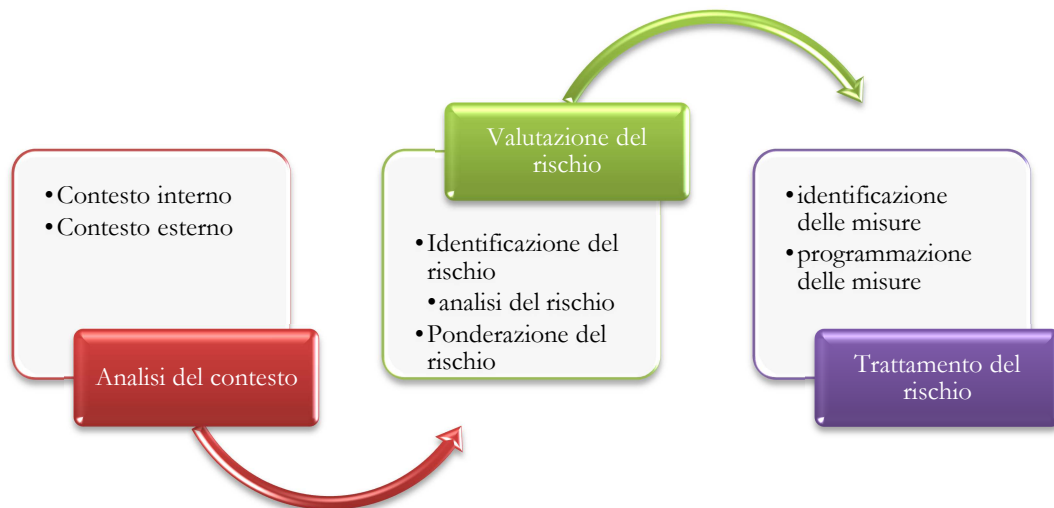 • Contesto interno
• Contesto esterno
Analisi del contesto
Valutazione del
rischio
• Identificazione del
rischio
• analisi del rischio
• Ponderazione del
rischio
• identificazione
delle misure
• programmazione
delle misure
Trattamento del
rischio